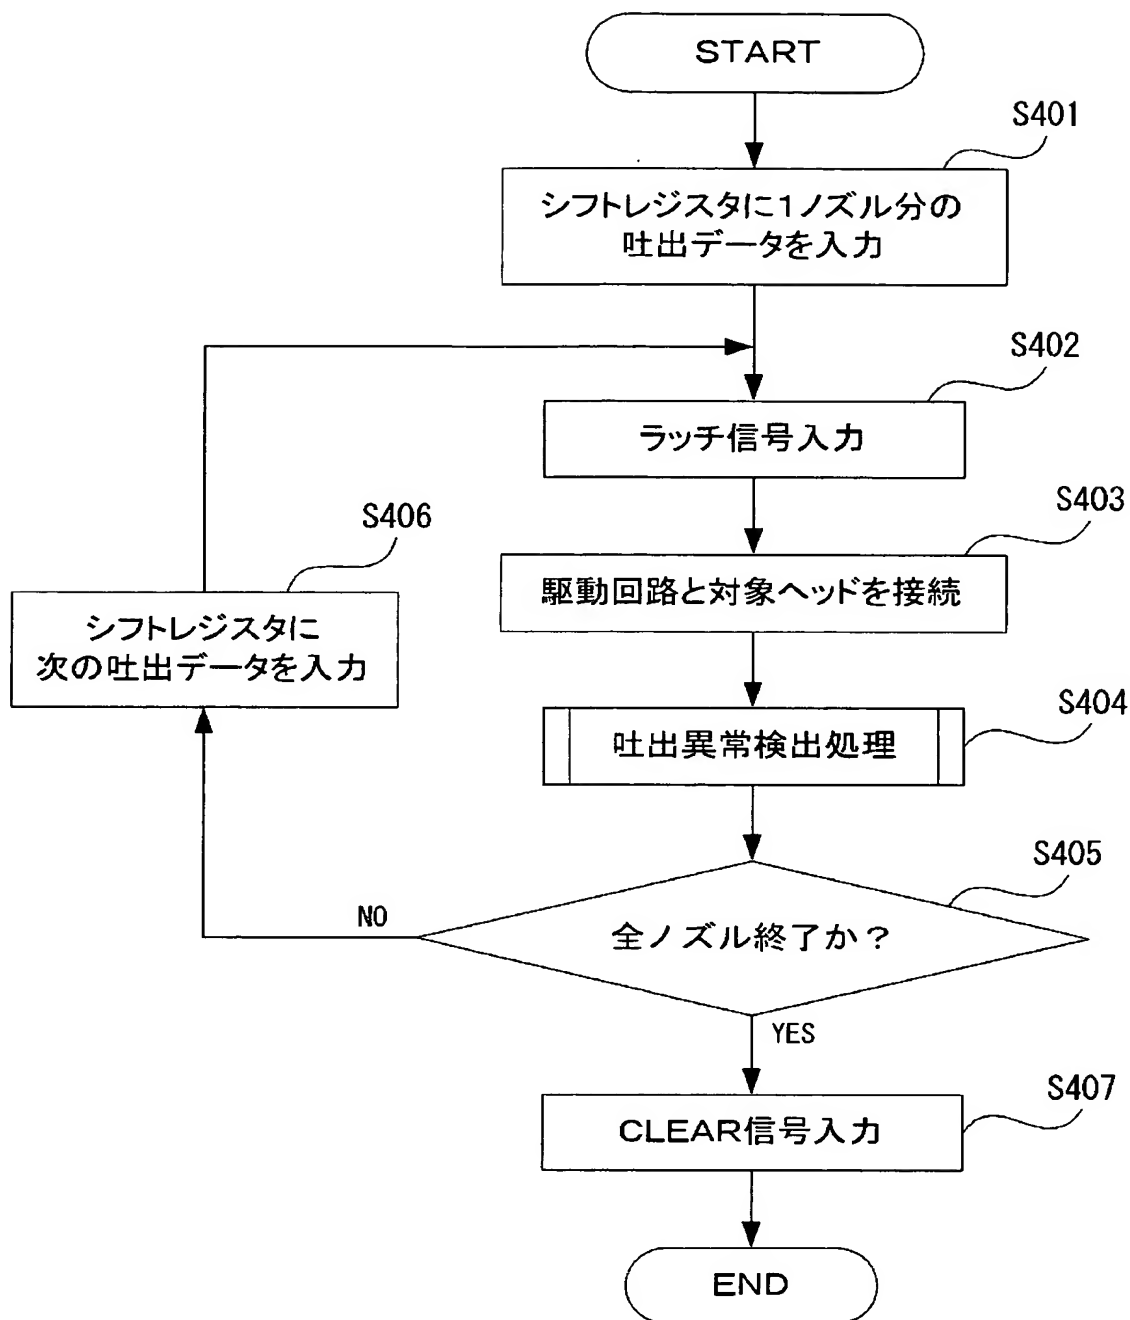 START
S401
シフトレジスタに1ノズル分の
吐出データを入力
S402
ラッチ信号入力
S403
駆動回路と対象ヘッドを接続
S406
シフトレジスタに
次の吐出データを入力
S404
吐出異常検出処理
S405
全ノズル終了か？
NO
YES
S407
CLEAR信号入力
END